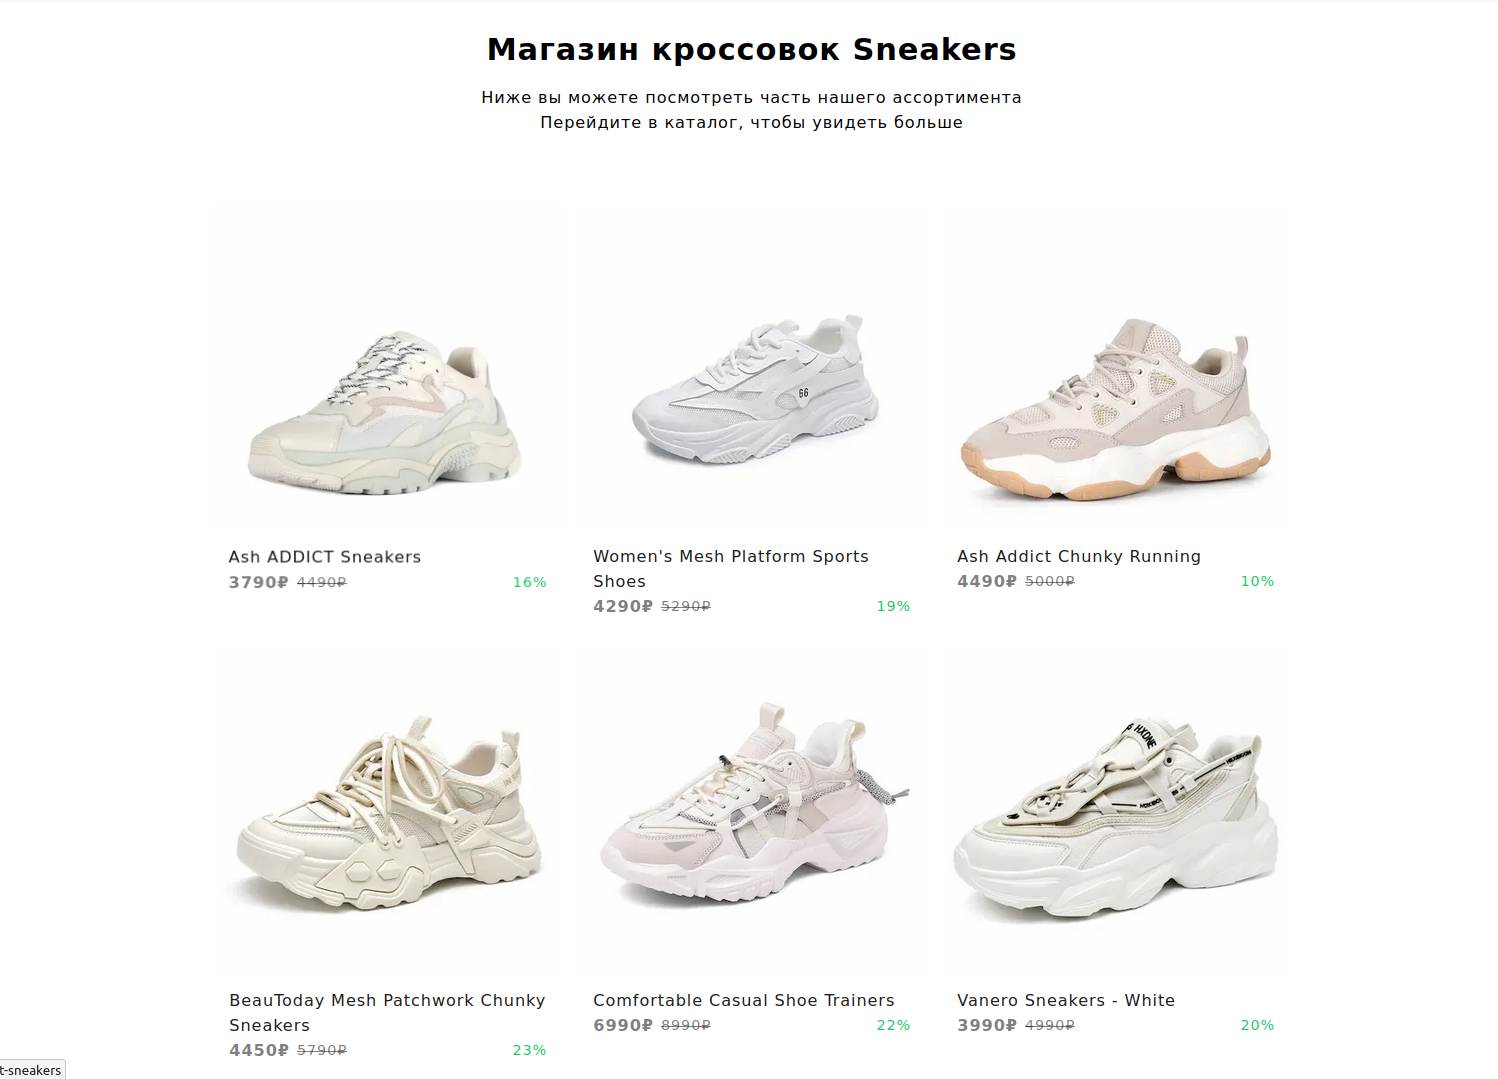 Магазин кроссовок Sneakers
Ниже вы можете посмотреть часть нашего ассортимента
Перейдите в каталог, чтобы увидеть больше
66
Ash ADDICT Sneakers
3790₽ 4490₽ 16%
Women's Mesh Platform Sports
Shoes
4290₽ 5290₽ 19%
Ash Addict Chunky Running
4490₽ 5000₽ 10%
HXONE
BeauToday Mesh Patchwork Chunky
Sneakers
4450₽ 5790₽ 23%
Comfortable Casual Shoe Trainers
6990₽ 8990₽ 22%
Vanero Sneakers - White
3990₽ 4990₽ 20%
t-sneakers